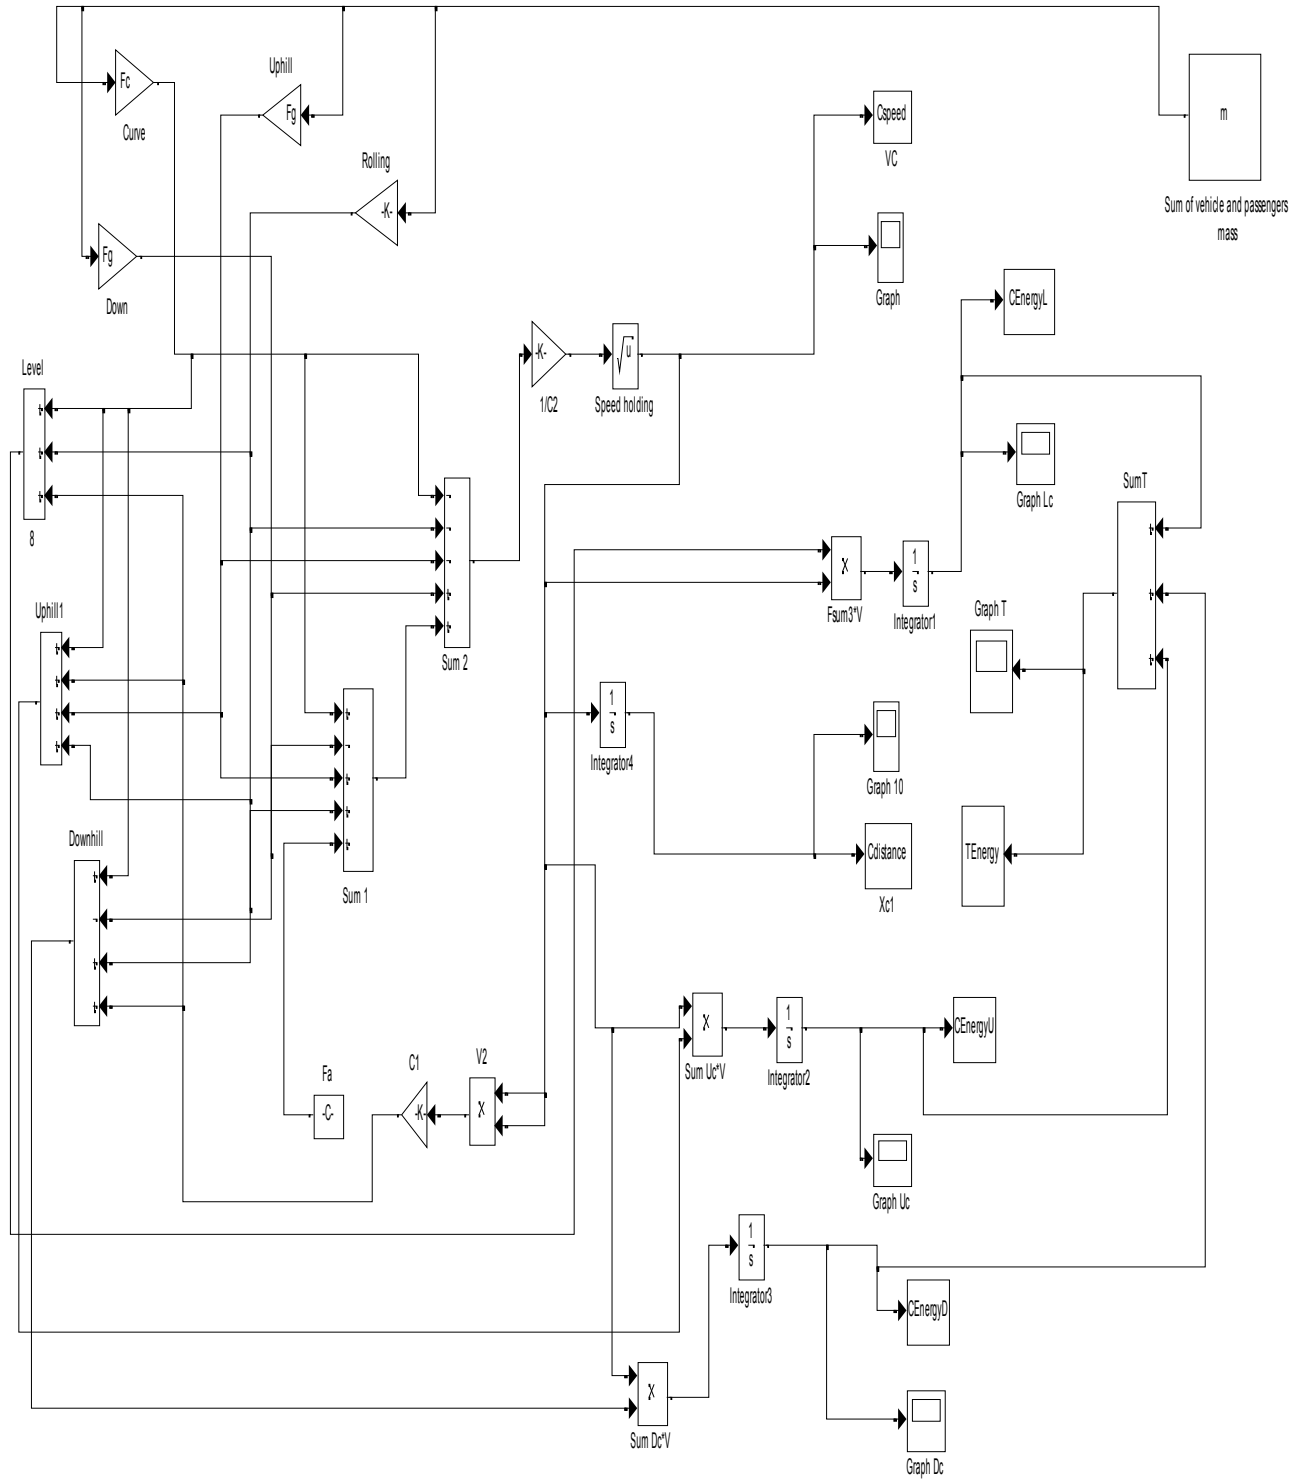 Fc
Curve
Uphill
Fg
Rolling
-K-
Fg
Down
Cspeed
VC
m
Sum of vehicle and passengers
mass
Graph
CEnergyL
Level
8
-K-
1/C2
√u
Speed holding
Graph Lc
SumT
Sum 2
X
Fsum3*V
1
s
Integrator1
Graph T
Uphill1
1
s
Integrator4
Graph 10
Sum 1
Downhill
Cdistance
Xc1
TEnergy
X
Sum Uc*V
1
s
Integrator2
CEnergyU
Fa
-C-
C1
-K-
V2
X
Graph Uc
1
s
Integrator3
CEnergyD
X
Sum Dc*V
Graph Dc